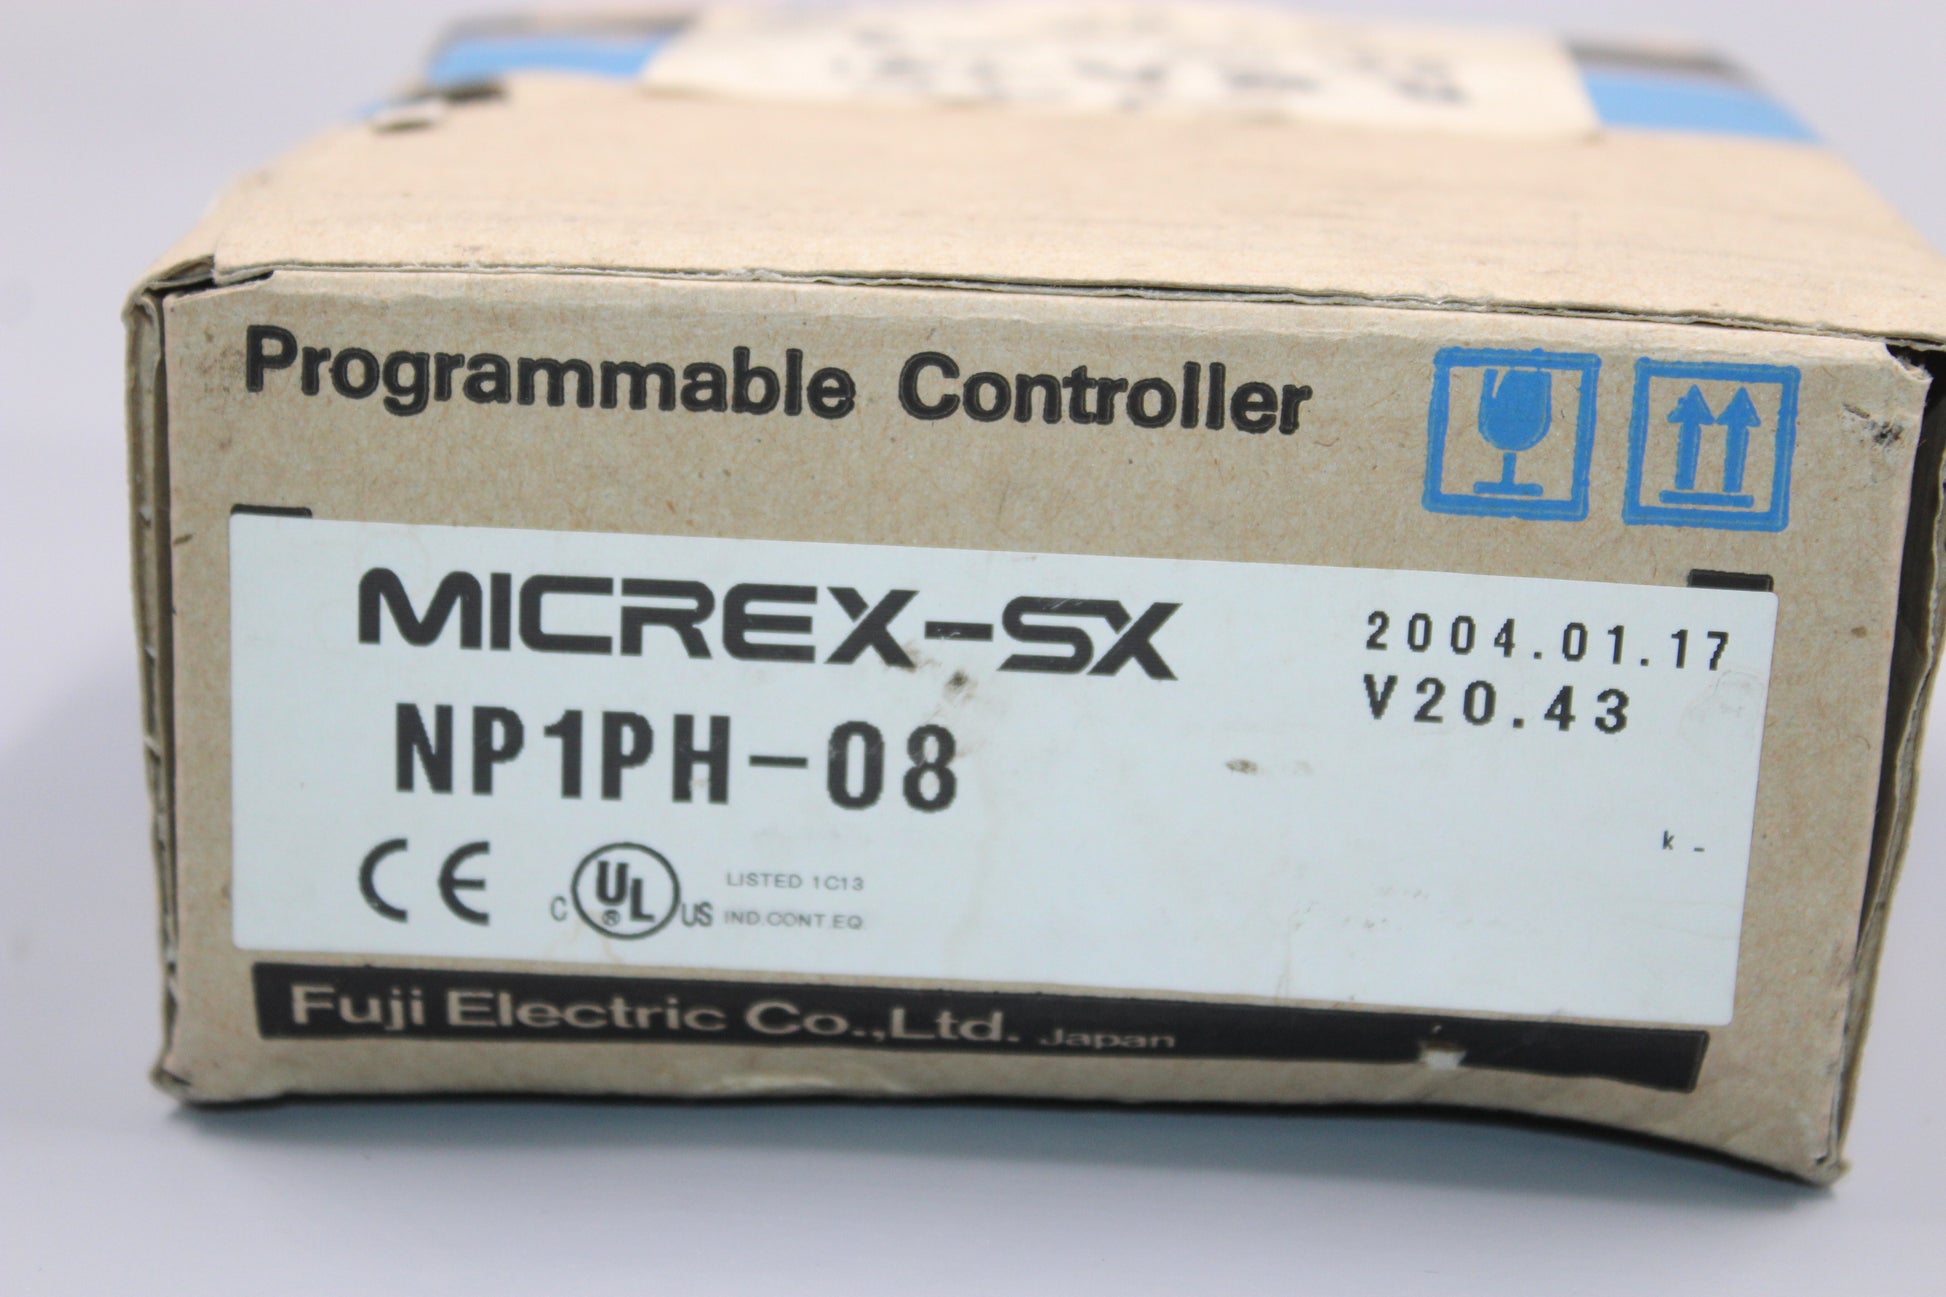 Programmable Controller
MICREX-SX
2004.01.17
NP1PH-08
V20.43
k -
CE
C UL ® US
LISTED 1C13
IND.CONT.EQ.
Fuji Electric Co.,Ltd. Japan